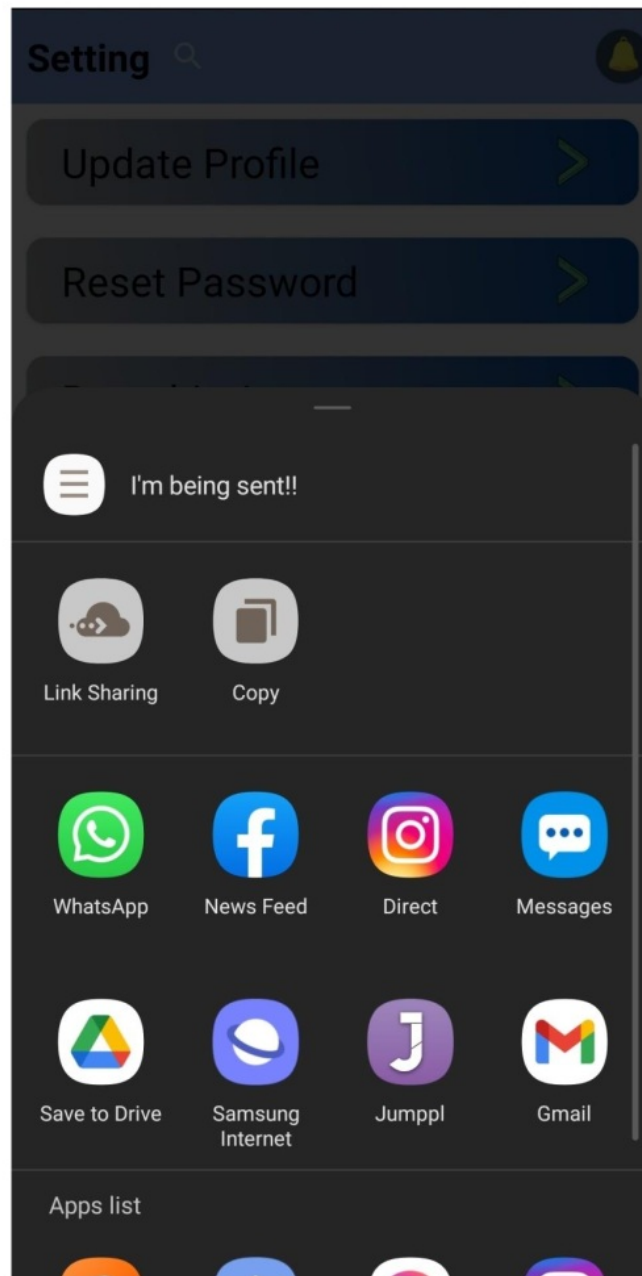 Setting
Update Profile
Reset Password
I'm being sent!!
Link Sharing
Copy
WhatsApp
News Feed
Direct
Messages
Save to Drive
Samsung
Internet
Jumppl
Gmail
Apps list